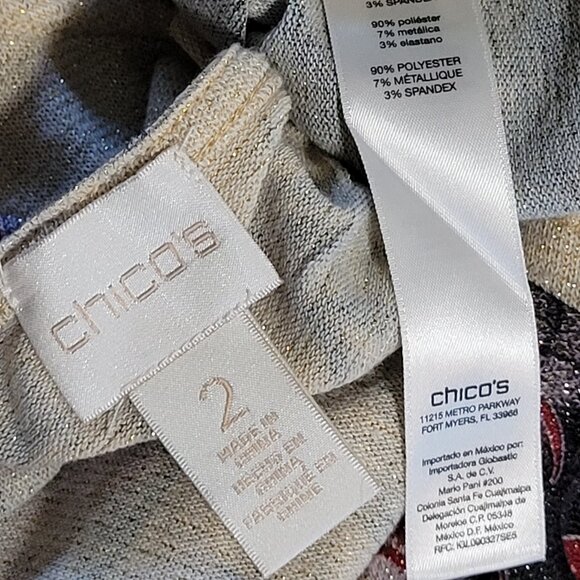 chico's
2
MADE IN
CHINA
HECHO EN
CHINA
FABRIQUÉ EN
CHINE
3% SPANDEX
90% poliéster
7% metálica
3% elastano
90% POLYESTER
7% MÉTALLIQUE
3% SPANDEX
chico's
11215 METRO PARKWAY
FORT MYERS, FL 33966
Importado en México por:
Importadora Globastic
S.A. de C.V.
Mario Pani #200
Colonia Santa Fe Cuajimalpa
Delegación Cuajimalpa de
Morelos C.P. 05348
México D.F. México
RFC: KJL090327SE5